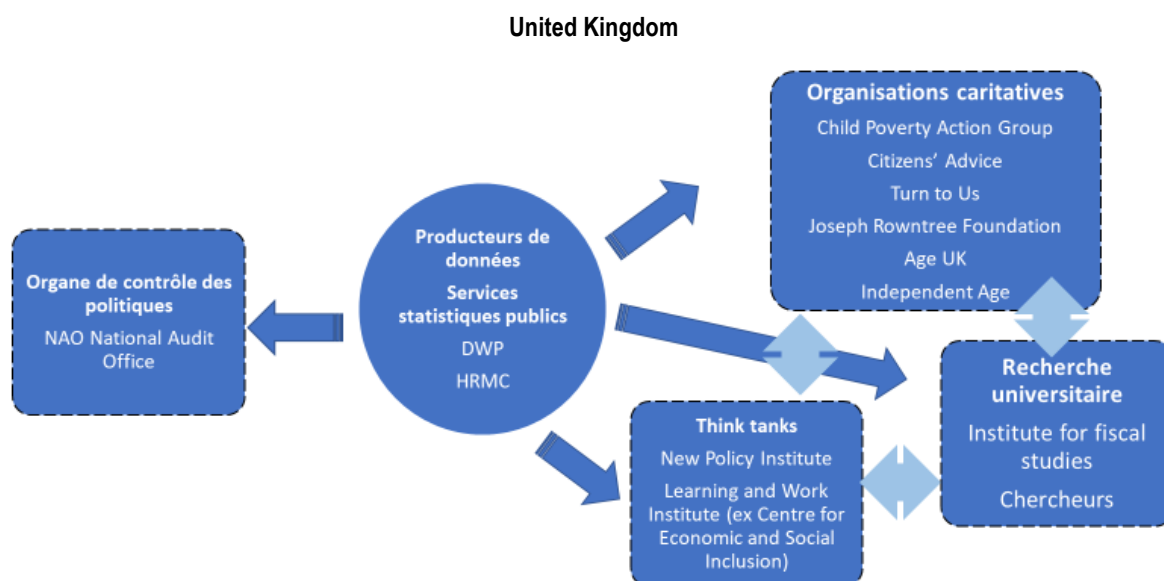 United Kingdom
Organisations caritatives
Child Poverty Action Group
Citizens' Advice
Turn to Us
Joseph Rowntree Foundation
Age UK
Independent Age
Producteurs de
données
Services
statistiques publics
DWP
HRMC
Organe de contrôle des
politiques
NAO National Audit
Office
Recherche
universitaire
Institute for fiscal
studies
Chercheurs
Think tanks
New Policy Institute
Learning and Work
Institute (ex Centre for
Economic and Social
Inclusion)